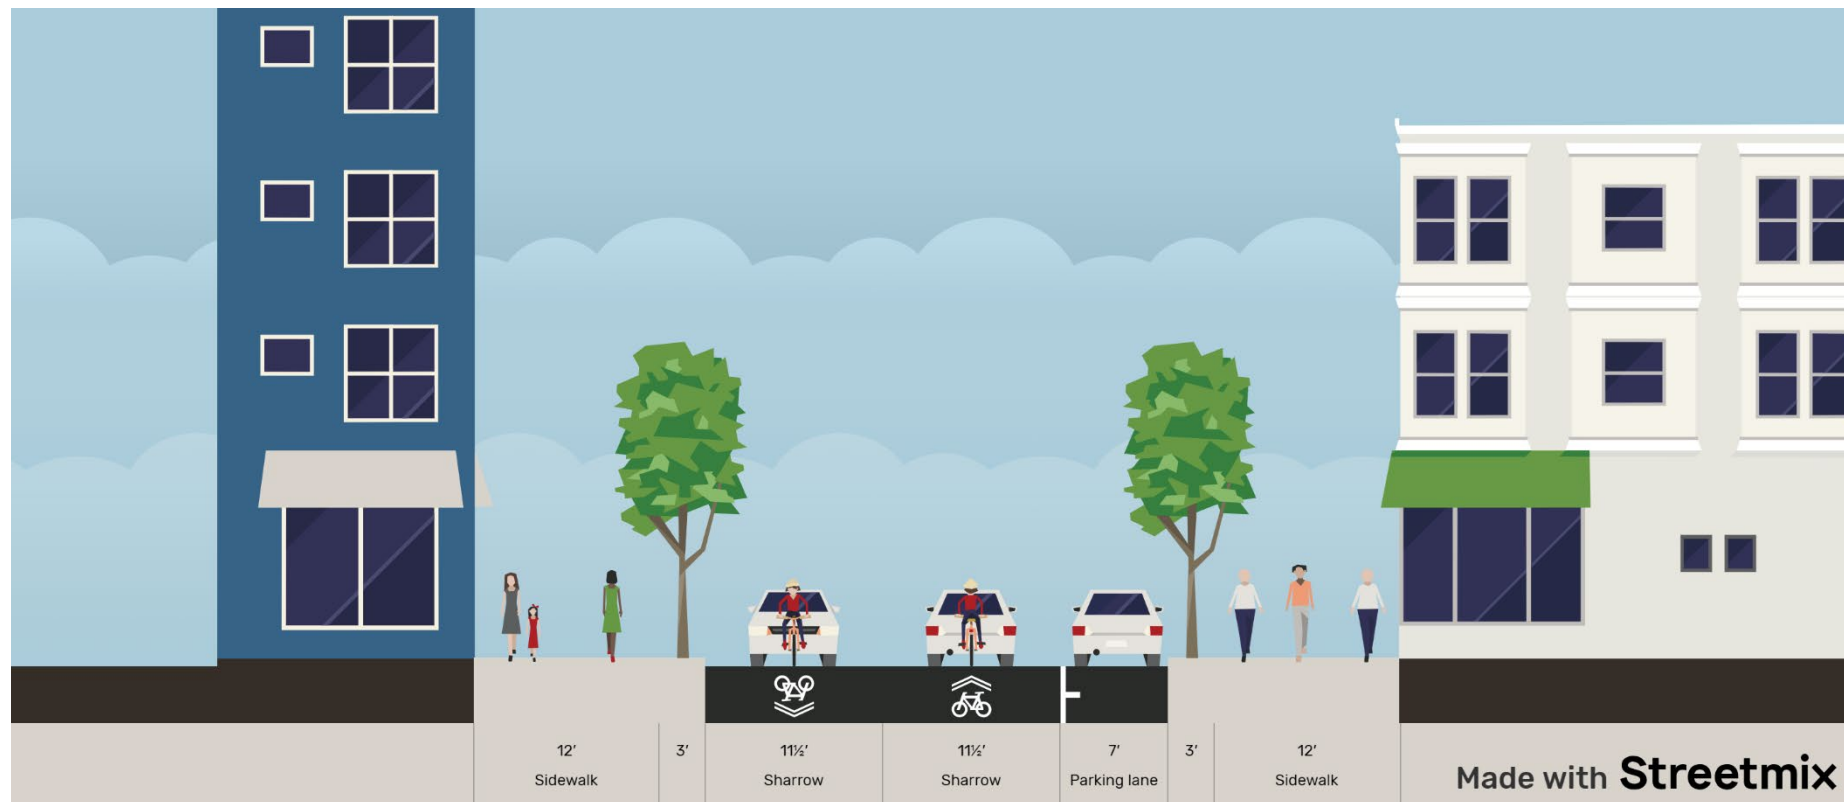 12′
3′
11½′
11½′
7′
3′
12′
Sidewalk
Sharrow
Sharrow
Parking lane
Sidewalk
Made with Streetmix